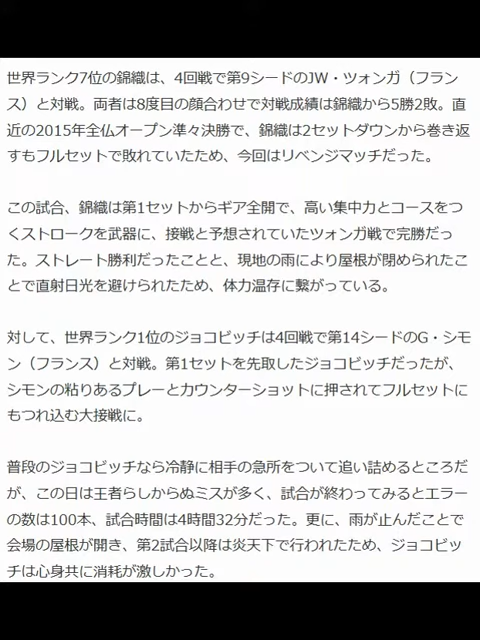 世界ランク7位の錦織は、4回戦で第9シードのJW・ツォンガ（フラン
ス）と対戦。両者は8度目の顔合わせで対戦成績は錦織から5勝2敗。直
近の2015年全仏オープン準々決勝で、錦織は2セットダウンから巻き返
すもフルセットで敗れていたため、今回はリベンジマッチだった。
この試合、錦織は第1セットからギア全開で、高い集中力とコースをつ
くストロークを武器に、接戦と予想されていたツォンガ戦で完勝だっ
た。ストレート勝利だったことと、現地の雨により屋根が閉められたこ
とで直射日光を避けられたため、体力温存に繋がっている。
対して、世界ランク1位のジョコビッチは4回戦で第14シードのG・シモ
ン（フランス）と対戦。第1セットを先取したジョコビッチだったが、
シモンの粘りあるプレーとカウンターショットに押されてフルセットに
もつれ込む大接戦に。
普段のジョコビッチなら冷静に相手の急所をついて追い詰めるところだ
が、この日は王者らしからぬミスが多く、試合が終わってみるとエラー
の数は100本、試合時間は4時間32分だった。更に、雨が止んだことで
会場の屋根が開き、第2試合以降は炎天下で行われたため、ジョコビッ
チは心身共に消耗が激しかった。